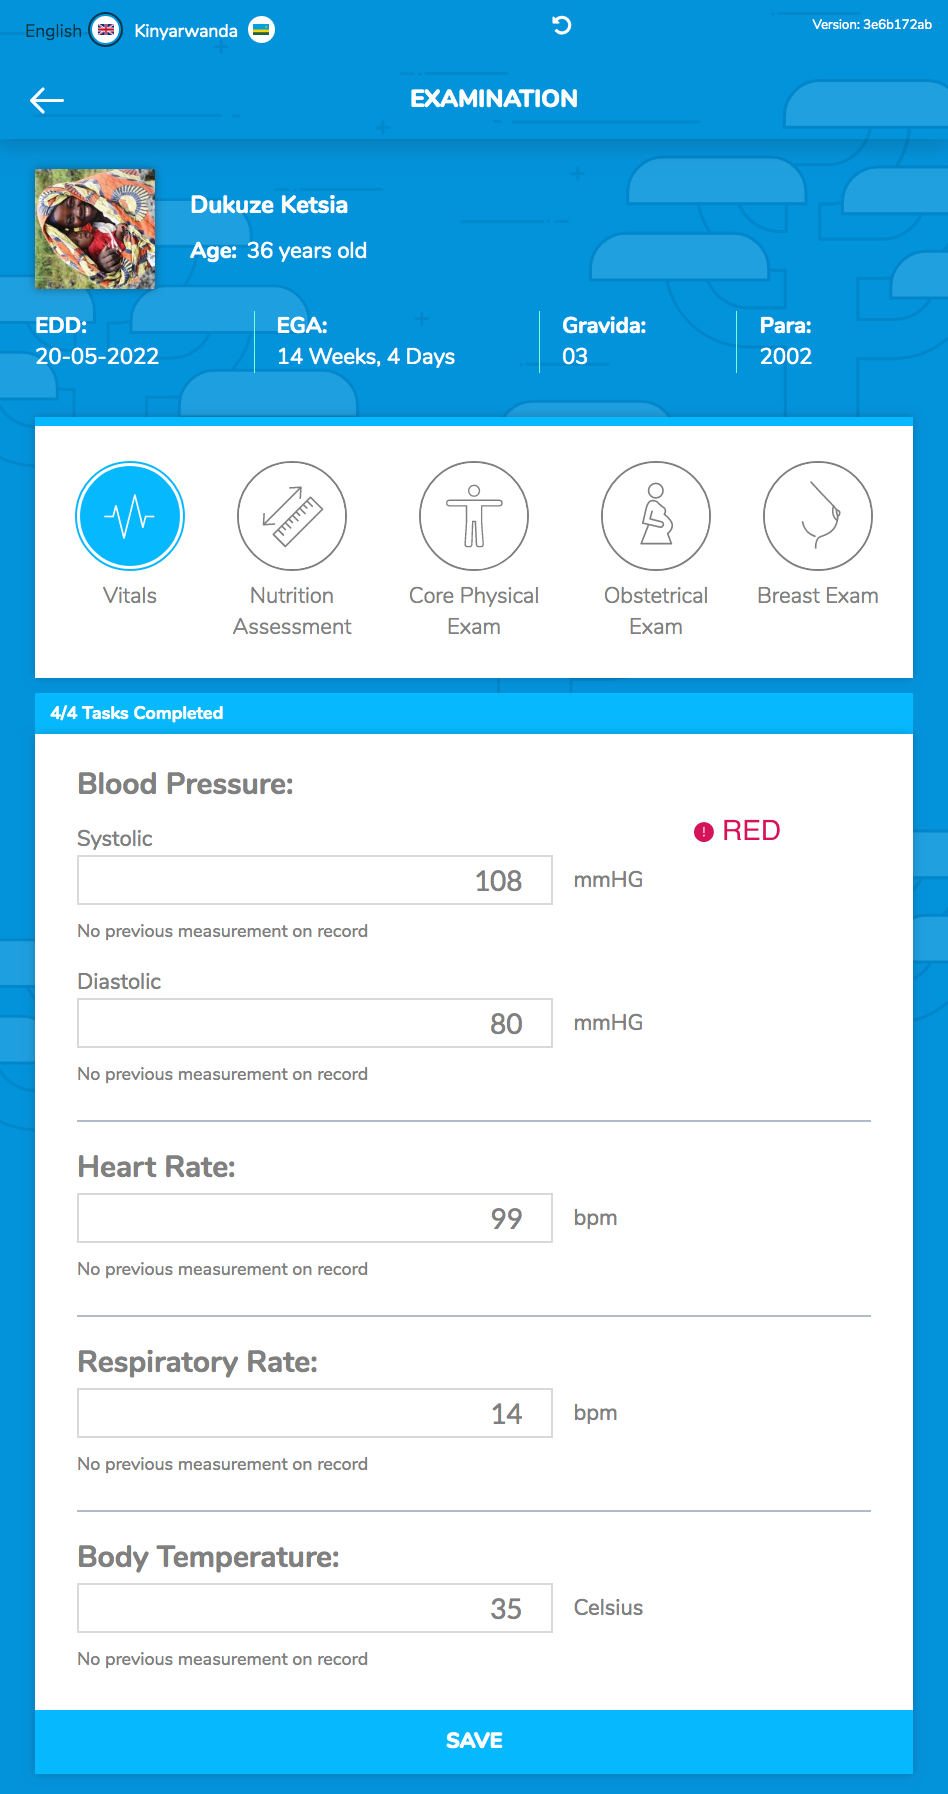 English Kinyarwanda Version: 3e6b172ab
EXAMINATION
Dukuze Ketsia
Age: 36 years old
EDD: EGA: Gravida: Para:
20-05-2022 14 Weeks, 4 Days 03 2002
Vitals Nutrition Assessment Core Physical Exam Obstetrical Exam Breast Exam
4/4 Tasks Completed
Blood Pressure:
Systolic ! RED
108 mmHG
No previous measurement on record
Diastolic
80 mmHG
No previous measurement on record
Heart Rate:
99 bpm
No previous measurement on record
Respiratory Rate:
14 bpm
No previous measurement on record
Body Temperature:
35 Celsius
No previous measurement on record
SAVE